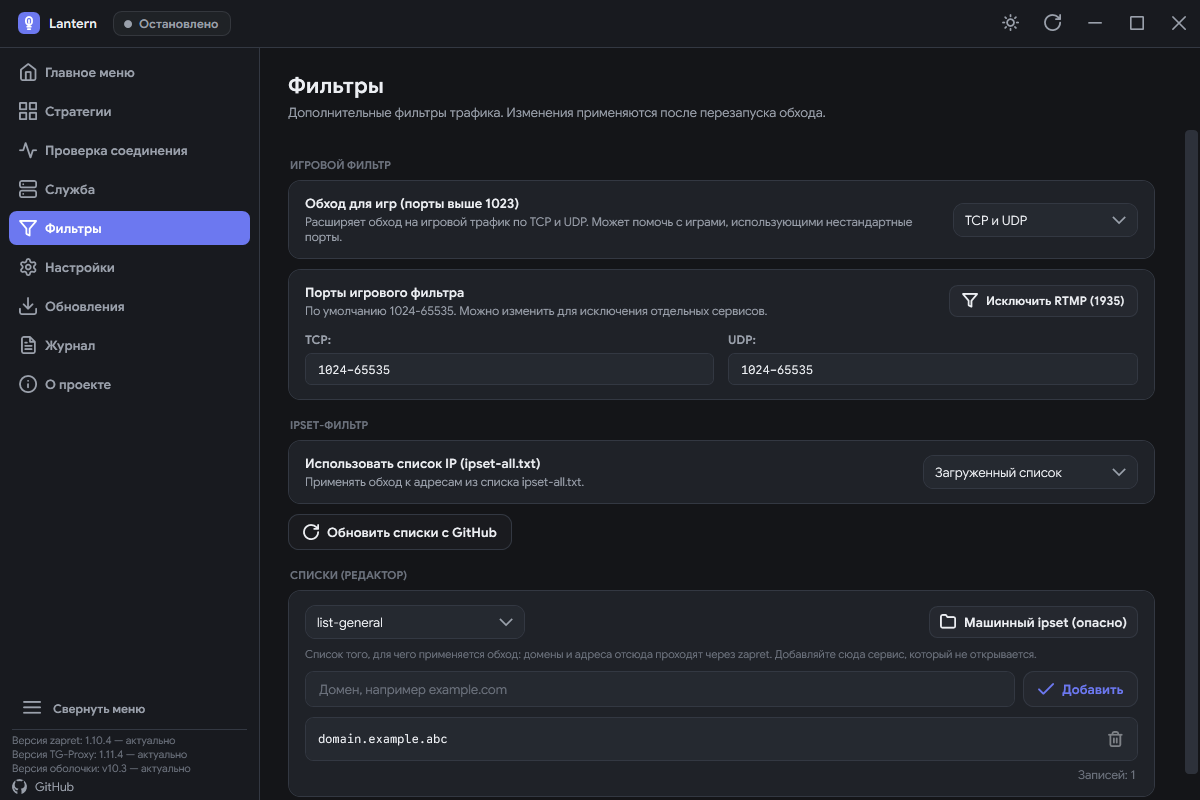 Lantern
Остановлено
Главное меню
Стратегии
Проверка соединения
Служба
Фильтры
Настройки
Обновления
Журнал
О проекте
Свернуть меню
Версия zapret: 1.10.4 — актуально
Версия TG-Proxy: 1.11.4 — актуально
Версия оболочки: v10.3 — актуально
GitHub
Фильтры
Дополнительные фильтры трафика. Изменения применяются после перезапуска обхода.
ИГРОВОЙ ФИЛЬТР
Обход для игр (порты выше 1023)
Расширяет обход на игровой трафик по TCP и UDP. Может помочь с играми, использующими нестандартные
порты.
TCP и UDP
Порты игрового фильтра
По умолчанию 1024-65535. Можно изменить для исключения отдельных сервисов.
Исключить RTMP (1935)
TCP:
UDP:
1024-65535
1024-65535
IPSET-ФИЛЬТР
Использовать список IP (ipset-all.txt)
Применять обход к адресам из списка ipset-all.txt.
Загруженный список
Обновить списки с GitHub
СПИСКИ (РЕДАКТОР)
list-general
Машинный ipset (опасно)
Список того, для чего применяется обход: домены и адреса отсюда проходят через zapret. Добавляйте сюда сервис, который не открывается.
Домен, например example.com
Добавить
domain.example.abc
Записей: 1